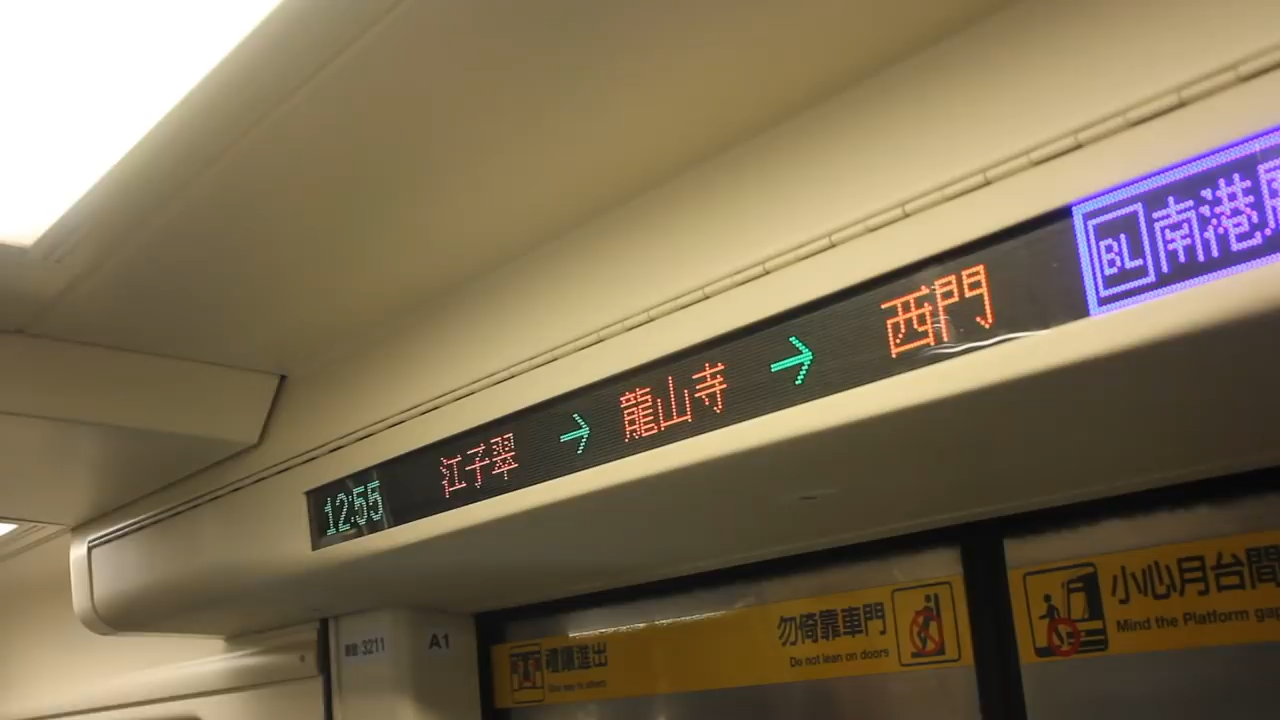 12:55 江子翠 → 龍山寺 → 西門
BL 南港
3211
A1
禮讓進出
Give way to others
勿倚靠車門
Do not lean on doors
小心月台間
Mind the Platform ga